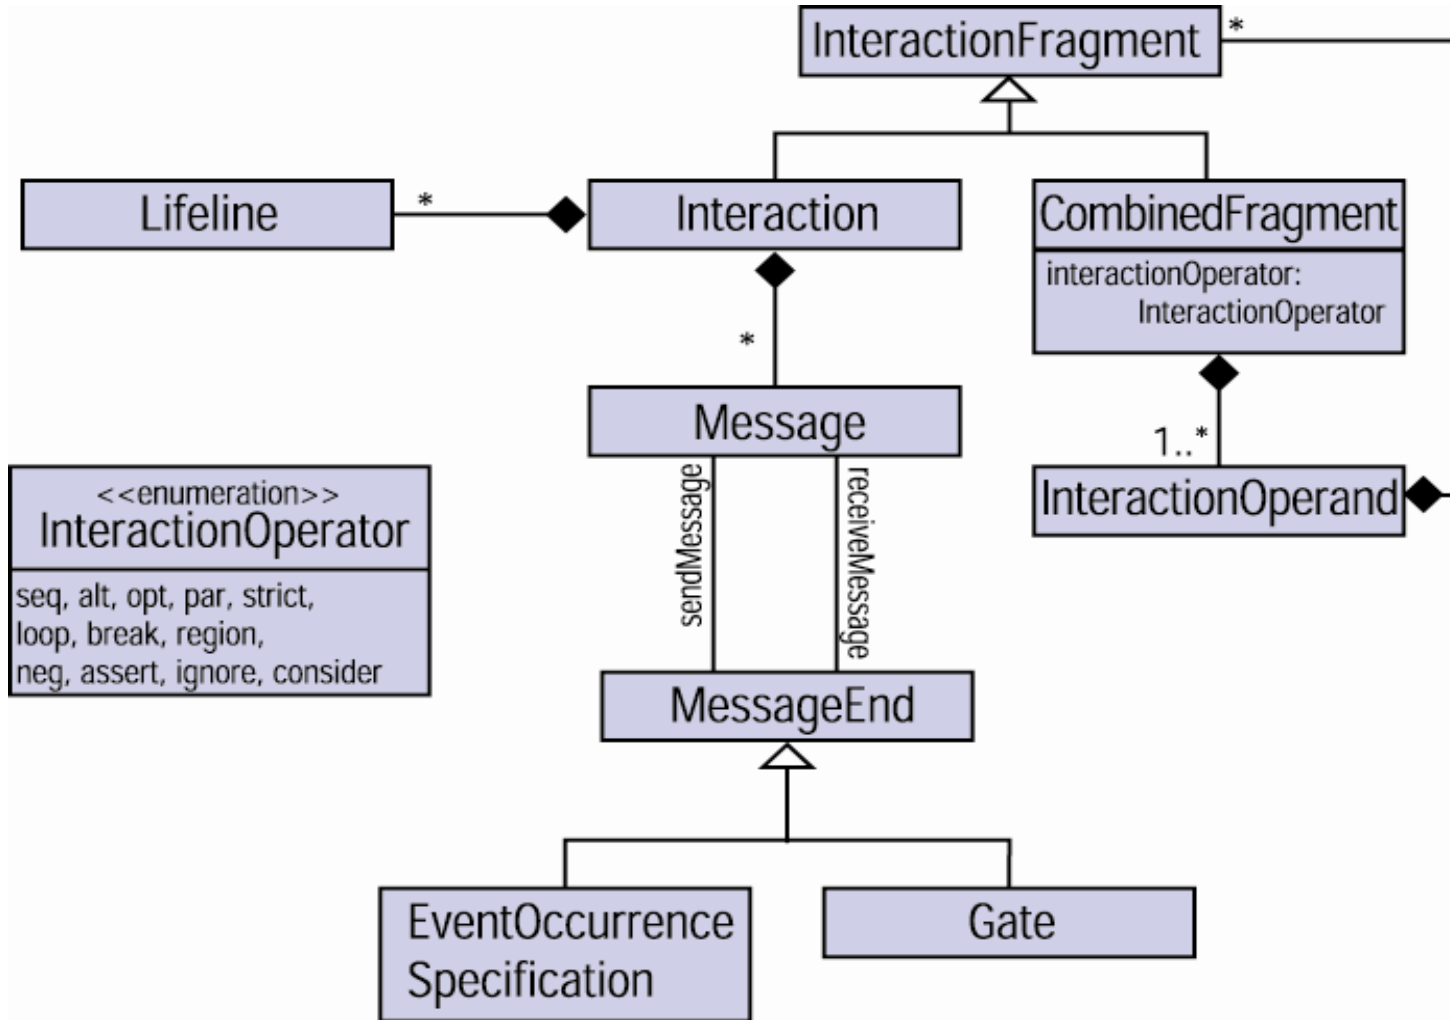 InteractionFragment
*
Lifeline
*
Interaction
CombinedFragment
interactionOperator:
InteractionOperator
*
1..*
Message
sendMessage
receiveMessage
InteractionOperand
<<enumeration>>
InteractionOperator
seq, alt, opt, par, strict,
loop, break, region,
neg, assert, ignore, consider
MessageEnd
EventOccurrence
Specification
Gate